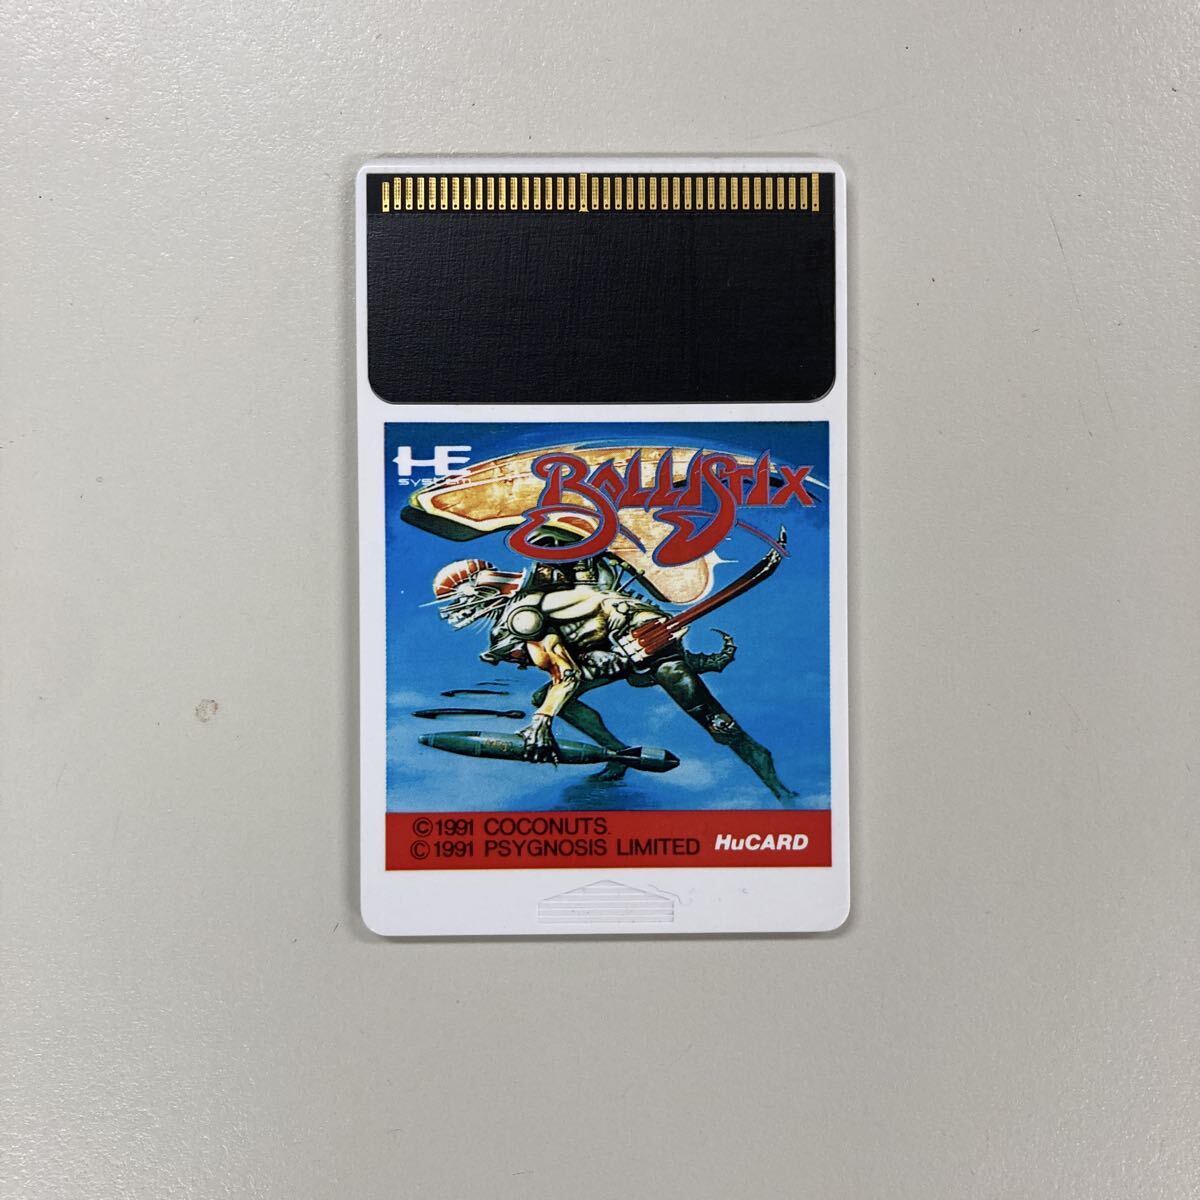 HE
SYSTEM
BALLISTIX
©1991 COCONUTS.
©1991 PSYGNOSIS LIMITED
HuCARD